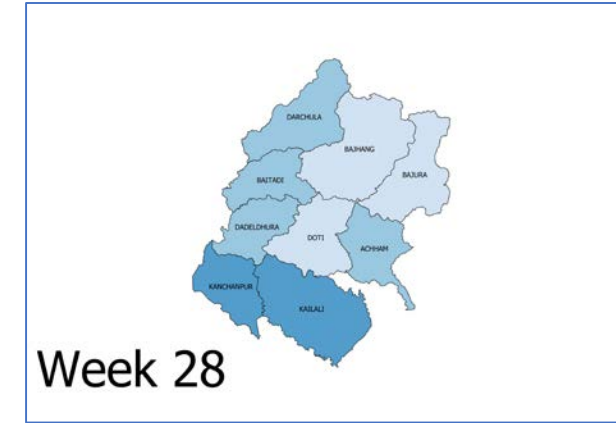 DARCHULA
BAJHANG
BAJURA
BAITADI
DADELDHURA
DOTI
ACHHAM
KANCHANPUR
KAILALI
Week 28